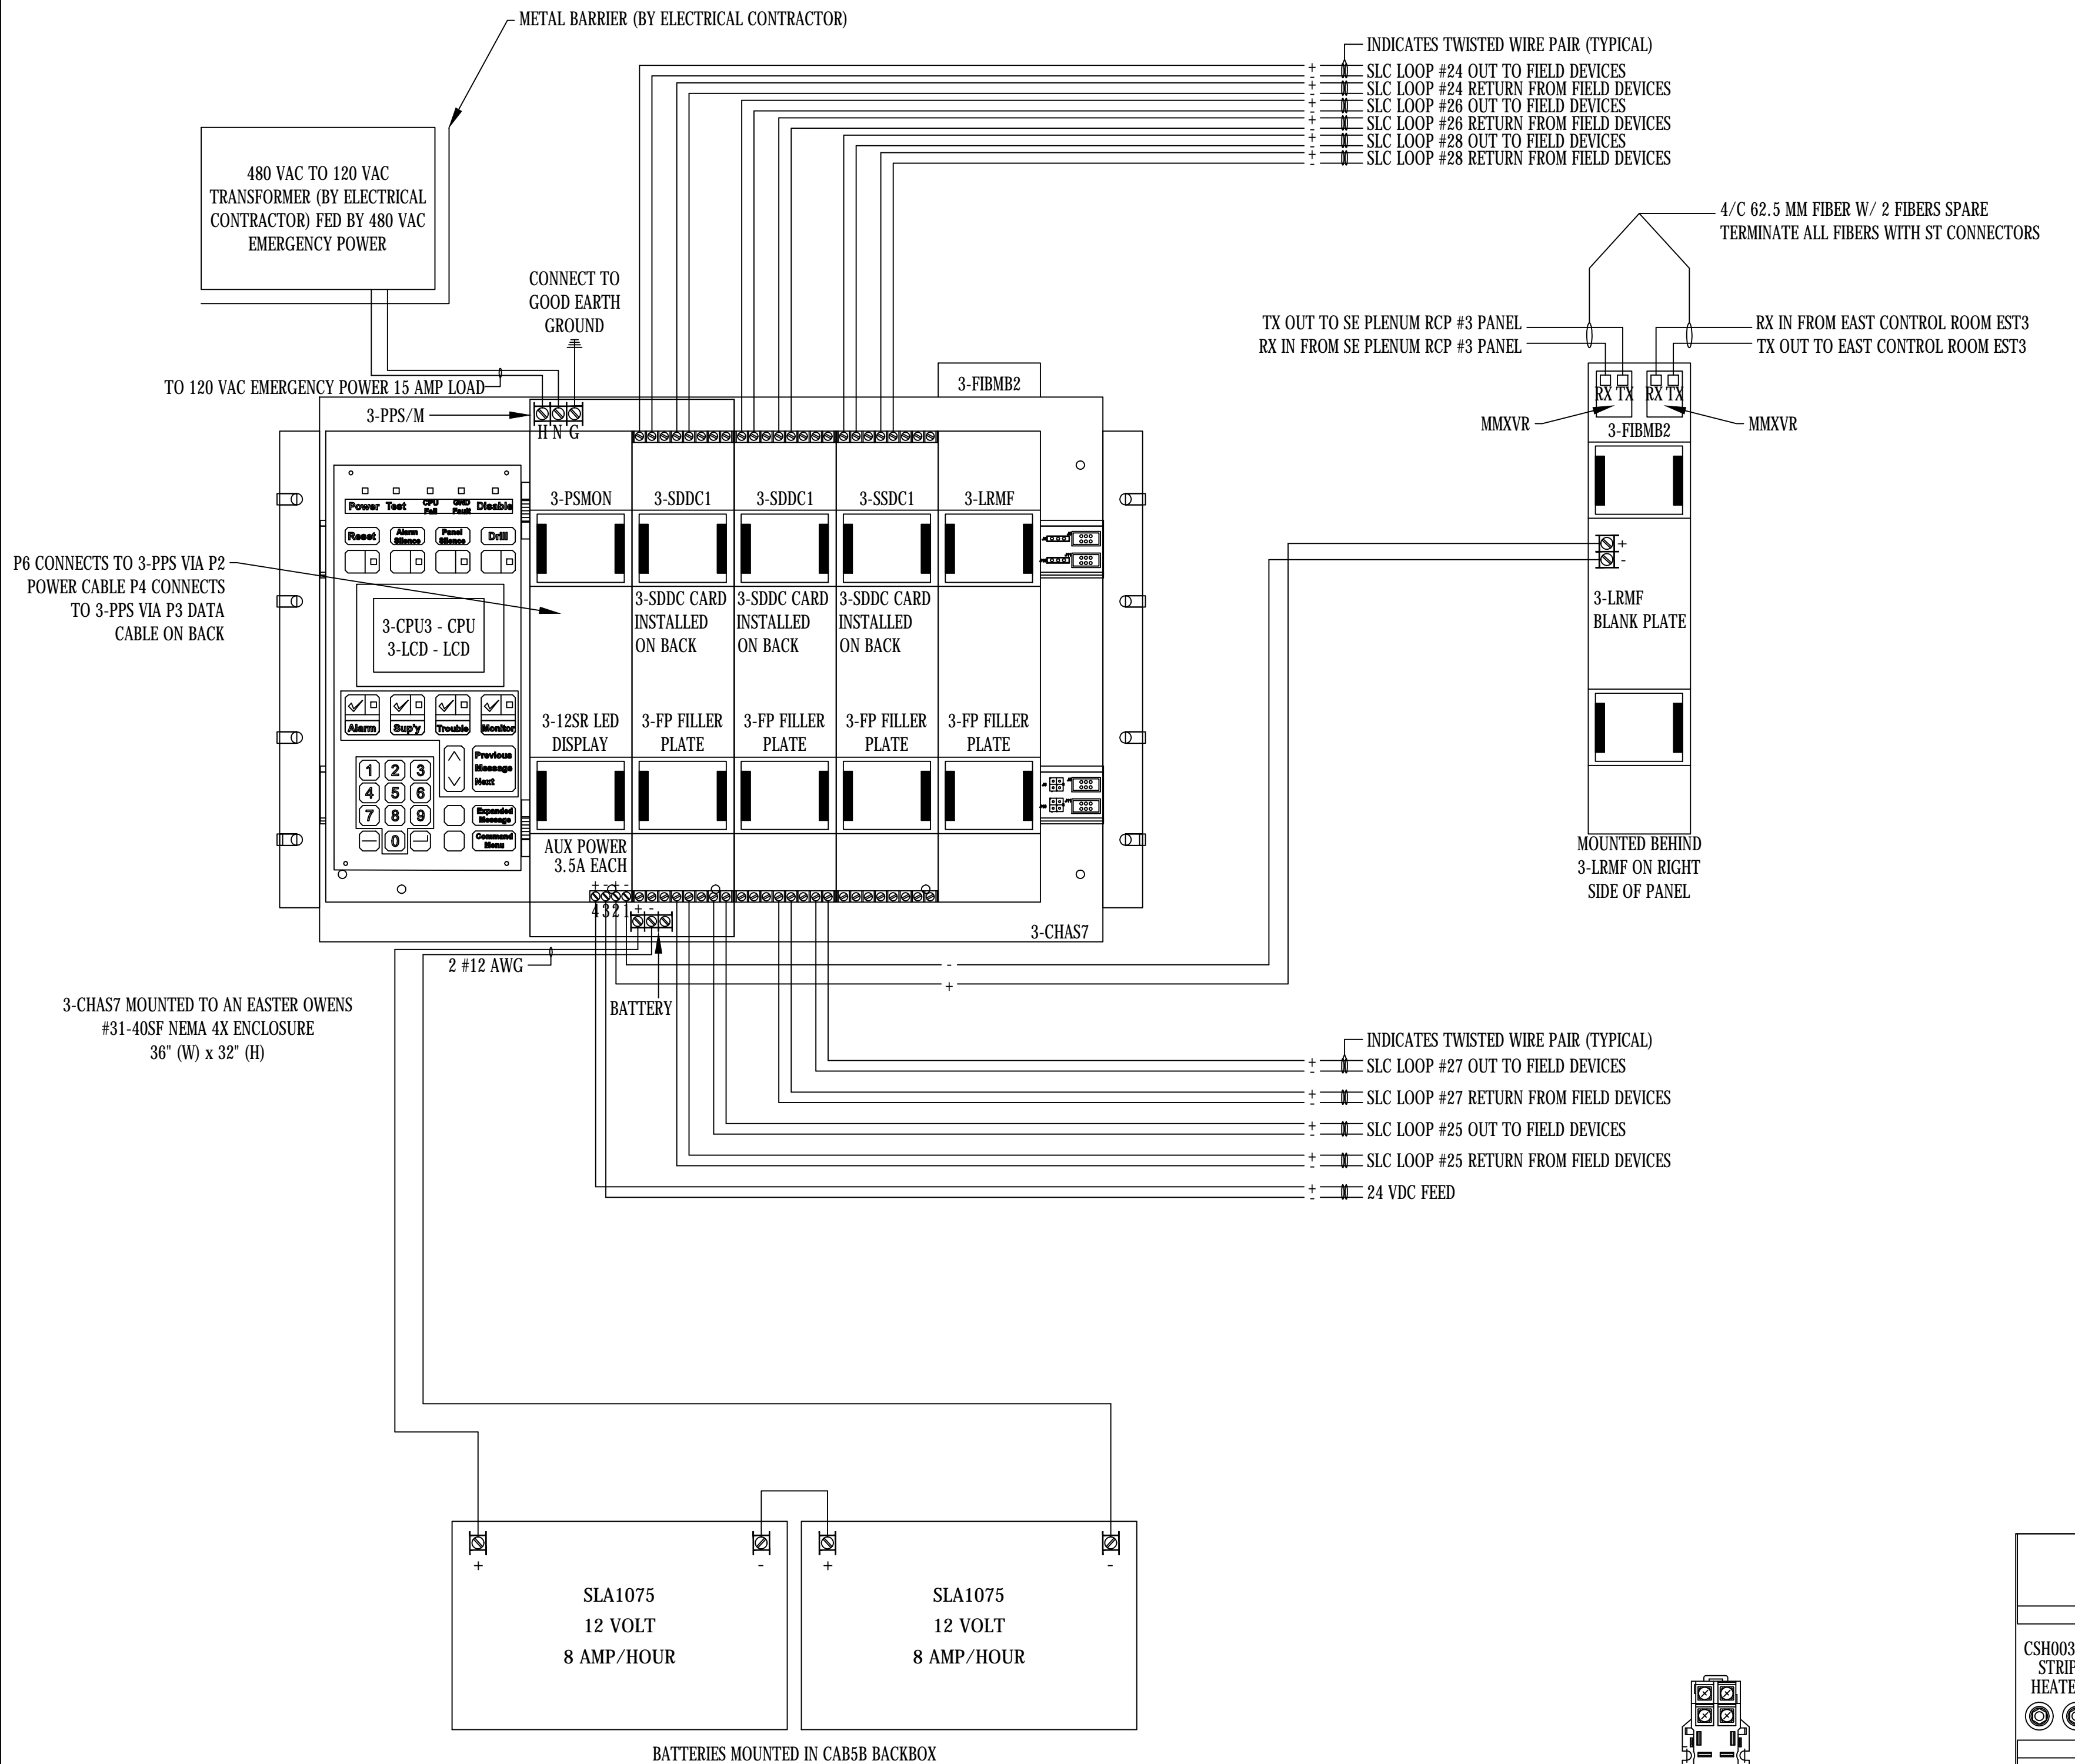 METAL BARRIER (BY ELECTRICAL CONTRACTOR)
INDICATES TWISTED WIRE PAIR (TYPICAL)
+
- SLC LOOP #24 OUT TO FIELD DEVICES
+
- SLC LOOP #24 RETURN FROM FIELD DEVICES
+
- SLC LOOP #26 OUT TO FIELD DEVICES
+
- SLC LOOP #26 RETURN FROM FIELD DEVICES
+
- SLC LOOP #28 OUT TO FIELD DEVICES
+
- SLC LOOP #28 RETURN FROM FIELD DEVICES
480 VAC TO 120 VAC
TRANSFORMER (BY ELECTRICAL
CONTRACTOR) FED BY 480 VAC
EMERGENCY POWER
4/C 62.5 MM FIBER W/ 2 FIBERS SPARE
TERMINATE ALL FIBERS WITH ST CONNECTORS
CONNECT TO
GOOD EARTH
GROUND
TX OUT TO SE PLENUM RCP #3 PANEL
RX IN FROM SE PLENUM RCP #3 PANEL
RX IN FROM EAST CONTROL ROOM EST3
TX OUT TO EAST CONTROL ROOM EST3
TO 120 VAC EMERGENCY POWER 15 AMP LOAD
3-PPS/M
H N G
3-FIBMB2
RX TX
RX TX
MMXVR
MMXVR
3-FIBMB2
Power Test CPU Fail GND Fault Disable
Reset
Alarm Silence
Panel Silence
Drill
3-PSMON
3-SDDC1
3-SDDC1
3-SSDC1
3-LRMF
P6 CONNECTS TO 3-PPS VIA P2
POWER CABLE P4 CONNECTS
TO 3-PPS VIA P3 DATA
CABLE ON BACK
3-CPU3 - CPU
3-LCD - LCD
3-SDDC CARD
INSTALLED
ON BACK
3-SDDC CARD
INSTALLED
ON BACK
3-SDDC CARD
INSTALLED
ON BACK
+
-
3-LRMF
BLANK PLATE
Alarm
Sup'y
Trouble
Monitor
3-12SR LED
DISPLAY
3-FP FILLER
PLATE
3-FP FILLER
PLATE
3-FP FILLER
PLATE
3-FP FILLER
PLATE
Previous
Message
Next
1 2 3
4 5 6
7 8 9
0
Expanded
Message
Command
Menu
AUX POWER
3.5A EACH
+ - + -
4 3 2 1
+ -
MOUNTED BEHIND
3-LRMF ON RIGHT
SIDE OF PANEL
3-CHAS7
2 #12 AWG
-
+
BATTERY
3-CHAS7 MOUNTED TO AN EASTER OWENS
#31-40SF NEMA 4X ENCLOSURE
36" (W) x 32" (H)
INDICATES TWISTED WIRE PAIR (TYPICAL)
+
- SLC LOOP #27 OUT TO FIELD DEVICES
+
- SLC LOOP #27 RETURN FROM FIELD DEVICES
+
- SLC LOOP #25 OUT TO FIELD DEVICES
+
- SLC LOOP #25 RETURN FROM FIELD DEVICES
+
- 24 VDC FEED
+ -
SLA1075
12 VOLT
8 AMP/HOUR
+ -
SLA1075
12 VOLT
8 AMP/HOUR
BATTERIES MOUNTED IN CAB5B BACKBOX
CSH003
STRIP
HEATE